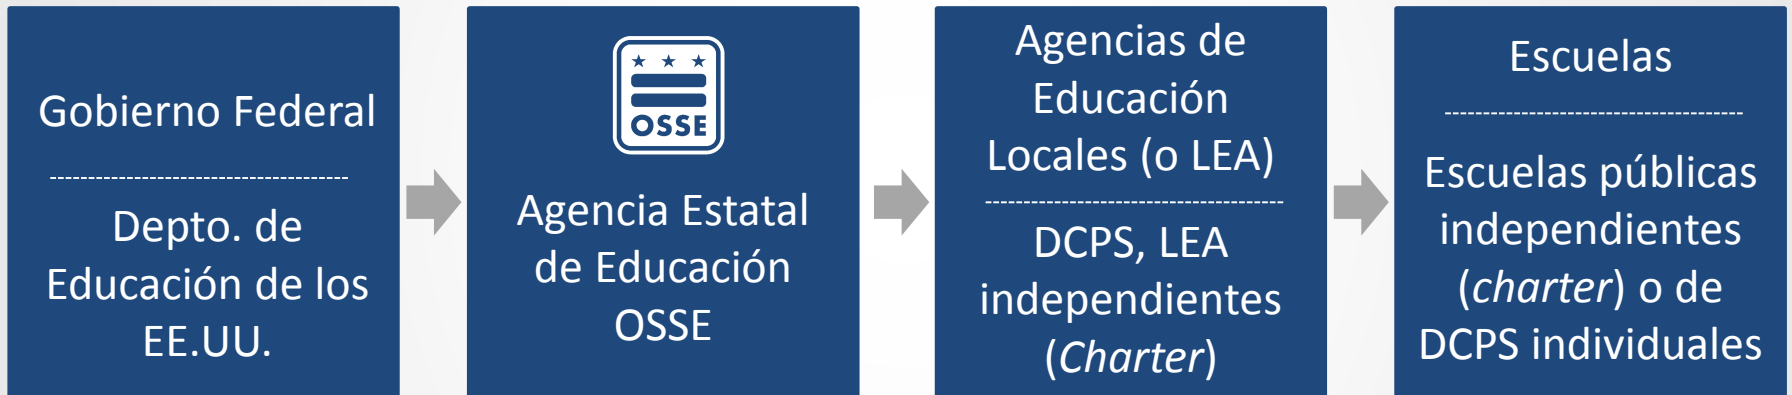 Gobierno Federal
Depto. de
Educación de los
EE.UU.
OSSE
Agencia Estatal
de Educación
OSSE
Agencias de
Educación
Locales (o LEA)
DCPS, LEA
independientes
(Charter)
Escuelas
Escuelas públicas
independientes
(charter) o de
DCPS individuales